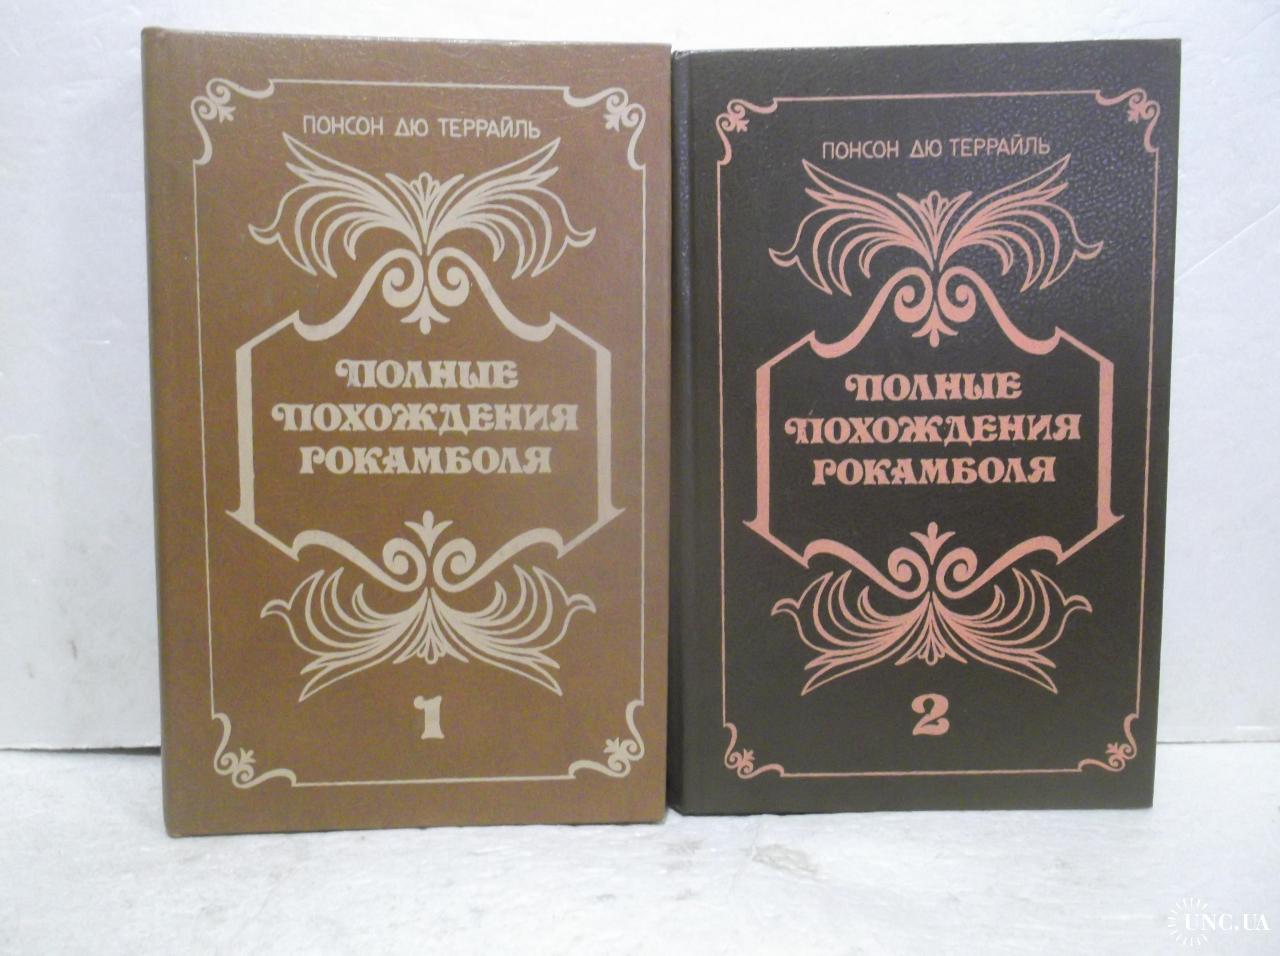 ПОНСОН ДЮ ТЕРРАЙЛЬ
ПОЛНЫЕ
ПОХОЖДЕНИЯ
РОКАМБОЛЯ
1
ПОНСОН ДЮ ТЕРРАЙЛЬ
ПОЛНЫЕ
ПОХОЖДЕНИЯ
РОКАМБОЛЯ
2
UNC.UA